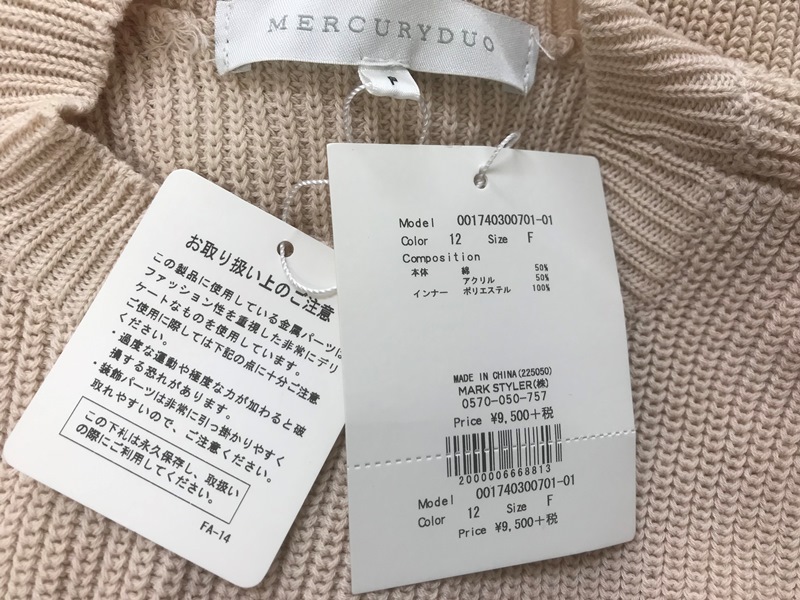 MERCURYDUO
F
お取り扱い上のご注意
この製品に使用している金属パーツは
ファッション性を重視した非常にデリ
ケートなものを使用しています。
ご使用に際しては下記の点に十分ご注意
ください。
・過度な運動や極度な力が加わると破
損する恐れがあります。
・装飾パーツは非常に引っ掛かりやすく
取れやすいので、ご注意ください。
この下札は永久保存し、取扱い
の際にご利用してください。
FA-14
Model 001740300701-01
Color 12 Size F
Composition
本体 綿 50%
アクリル 50%
インナー ポリエステル 100%
MADE IN CHINA(225050)
MARK STYLER(株)
0570-050-757
Price ¥9,500+税
2000006668813
Model 001740300701-01
Color 12 Size F
Price ¥9,500+税